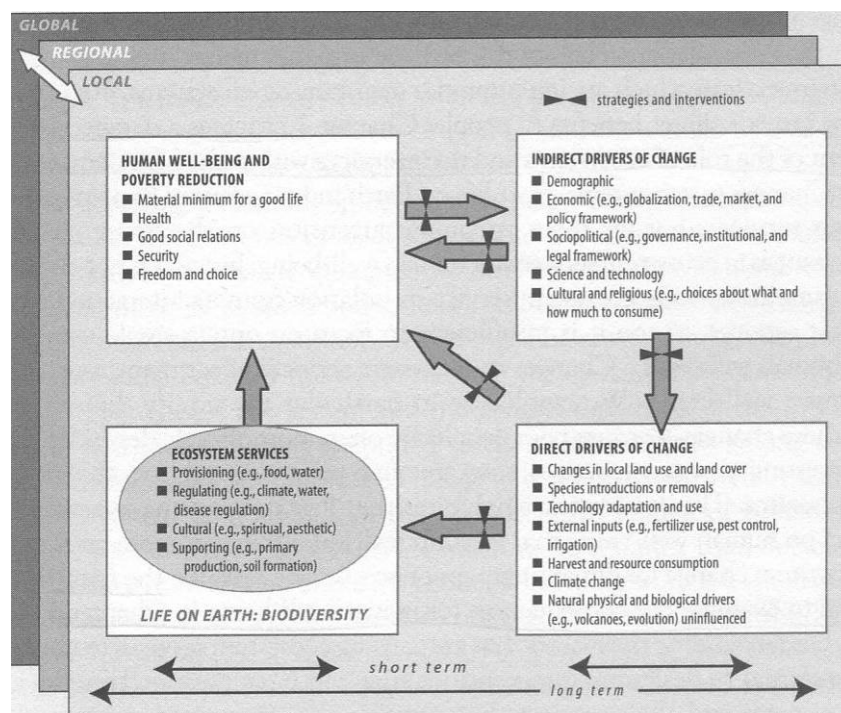 GLOBAL
REGIONAL
LOCAL
strategies and interventions
HUMAN WELL-BEING AND
POVERTY REDUCTION
Material minimum for a good life
Health
Good social relations
Security
Freedom and choice
INDIRECT DRIVERS OF CHANGE
Demographic
Economic (e.g., globalization, trade, market, and
policy framework)
Sociopolitical (e.g., governance, institutional, and
legal framework)
Science and technology
Cultural and religious (e.g., choices about what and
how much to consume)
ECOSYSTEM SERVICES
Provisioning (e.g., food, water)
Regulating (e.g., climate, water,
disease regulation)
Cultural (e.g., spiritual, aesthetic)
Supporting (e.g., primary
production, soil formation)
LIFE ON EARTH: BIODIVERSITY
DIRECT DRIVERS OF CHANGE
Changes in local land use and land cover
Species introductions or removals
Technology adaptation and use
External inputs (e.g., fertilizer use, pest control,
irrigation)
Harvest and resource consumption
Climate change
Natural physical and biological drivers
(e.g., volcanoes, evolution) uninfluenced
short term
long term